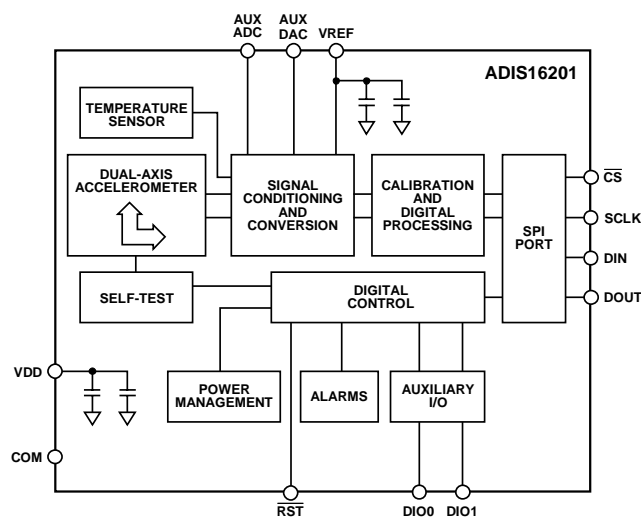 AUX
ADC
AUX
DAC
VREF
ADIS16201
TEMPERATURE
SENSOR
DUAL-AXIS
ACCELEROMETER
SIGNAL
CONDITIONING
AND
CONVERSION
CALIBRATION
AND
DIGITAL
PROCESSING
SPI
PORT
CS
SCLK
DIN
DOUT
SELF-TEST
DIGITAL
CONTROL
VDD
POWER
MANAGEMENT
ALARMS
AUXILIARY
I/O
COM
RST
DIO0
DIO1